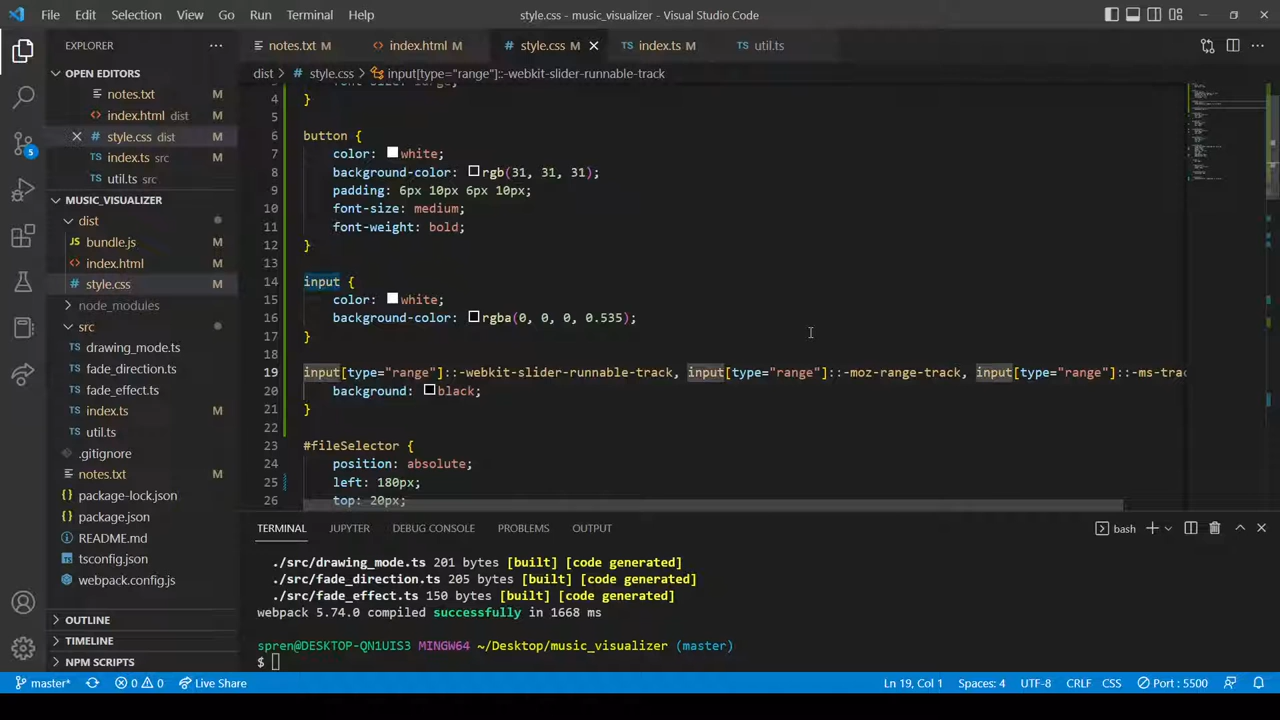 File Edit Selection View Go Run Terminal Help
style.css - music_visualizer - Visual Studio Code
EXPLORER
OPEN EDITORS
notes.txt M
index.html dist M
style.css dist M
index.ts src M
util.ts src
MUSIC_VISUALIZER
dist
JS bundle.js M
index.html M
style.css M
node_modules
src
drawing_mode.ts
fade_direction.ts
fade_effect.ts
index.ts M
util.ts
.gitignore
notes.txt M
package-lock.json
package.json
README.md
tsconfig.json
webpack.config.js
OUTLINE
TIMELINE
NPM SCRIPTS
5
notes.txt M index.html M style.css M index.ts M util.ts
dist > style.css > input[type="range"]::-webkit-slider-runnable-track
4 }
5
6 button {
7 color: white;
8 background-color: rgb(31, 31, 31);
9 padding: 6px 10px 6px 10px;
10 font-size: medium;
11 font-weight: bold;
12 }
13
14 input {
15 color: white;
16 background-color: rgba(0, 0, 0, 0.535);
17 }
18
19 input[type="range"]::-webkit-slider-runnable-track, input[type="range"]::-moz-range-track, input[type="range"]::-ms-trac
20 background: black;
21 }
22
23 #fileSelector {
24 position: absolute;
25 left: 180px;
26 top: 20px;
TERMINAL JUPYTER DEBUG CONSOLE PROBLEMS OUTPUT
bash
./src/drawing_mode.ts 201 bytes [built] [code generated]
./src/fade_direction.ts 205 bytes [built] [code generated]
./src/fade_effect.ts 150 bytes [built] [code generated]
webpack 5.74.0 compiled successfully in 1668 ms
spren@DESKTOP-QN1UIS3 MINGW64 ~/Desktop/music_visualizer (master)
$
master* 0 0 Live Share
Ln 19, Col 1 Spaces: 4 UTF-8 CRLF CSS Port : 5500